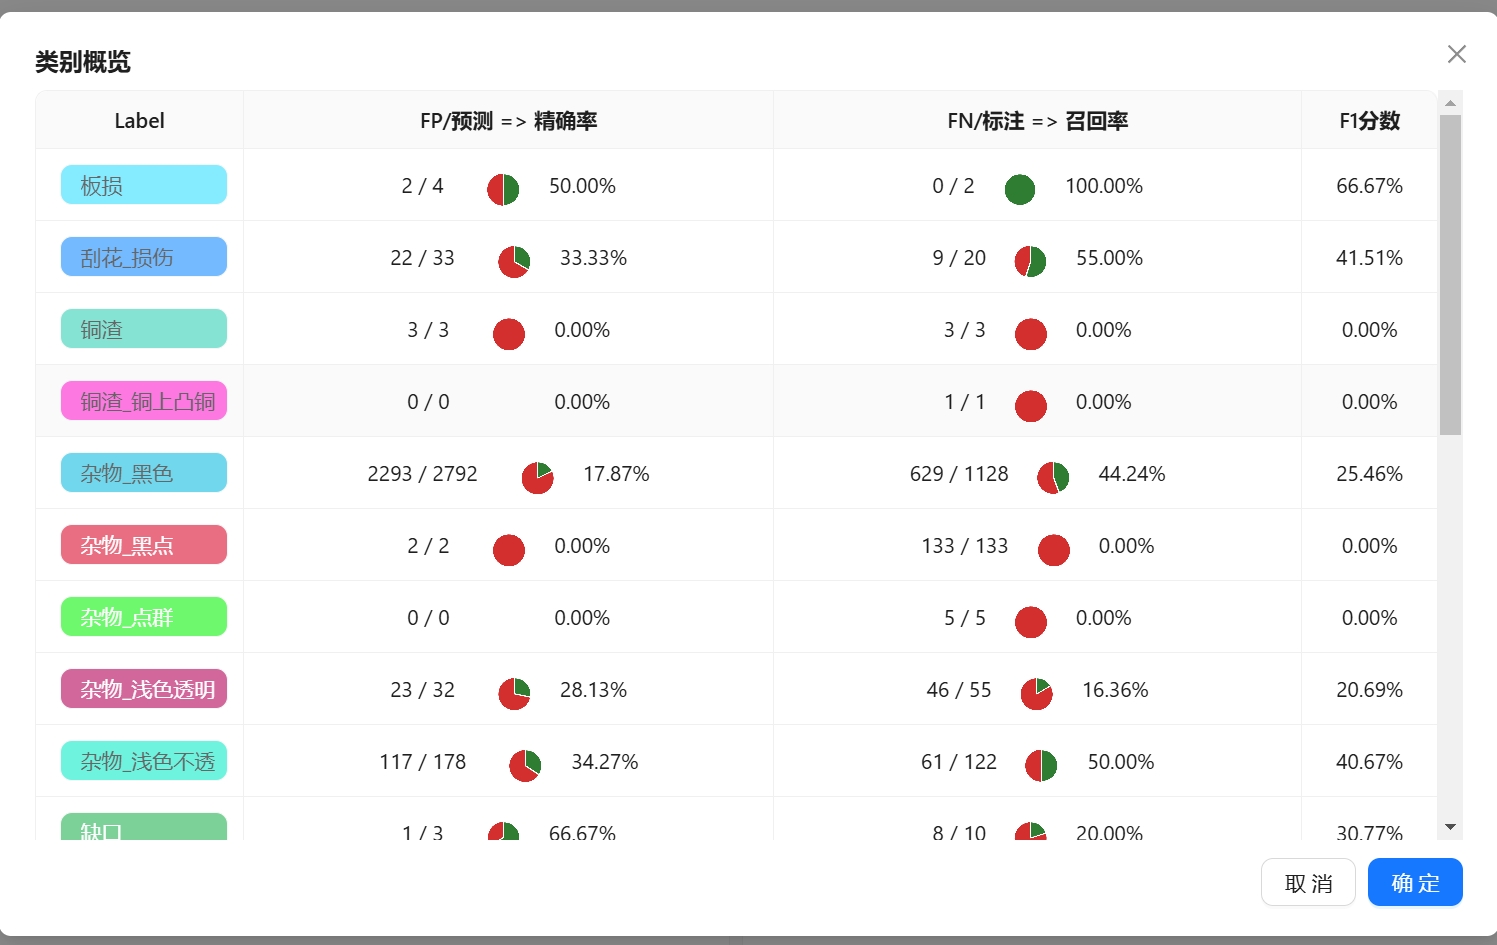 类别概览
Label FP/预测 => 精确率 FN/标注 => 召回率 F1分数
板损 2 / 4 50.00% 0 / 2 100.00% 66.67%
刮花_损伤 22 / 33 33.33% 9 / 20 55.00% 41.51%
铜渣 3 / 3 0.00% 3 / 3 0.00% 0.00%
铜渣_铜上凸铜 0 / 0 0.00% 1 / 1 0.00% 0.00%
杂物_黑色 2293 / 2792 17.87% 629 / 1128 44.24% 25.46%
杂物_黑点 2 / 2 0.00% 133 / 133 0.00% 0.00%
杂物_点群 0 / 0 0.00% 5 / 5 0.00% 0.00%
杂物_浅色透明 23 / 32 28.13% 46 / 55 16.36% 20.69%
杂物_浅色不透 117 / 178 34.27% 61 / 122 50.00% 40.67%
缺口 1 / 3 66.67% 8 / 10 20.00% 30.77%
取 消 确 定